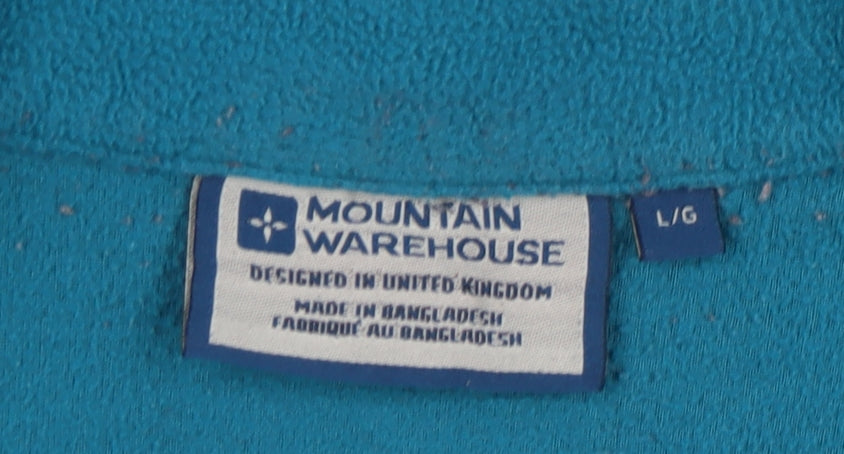 MOUNTAIN
WAREHOUSE
DESIGNED IN UNITED KINGDOM
MADE IN BANGLADESH
FABRIQUÉ AU BANGLADESH
L/G